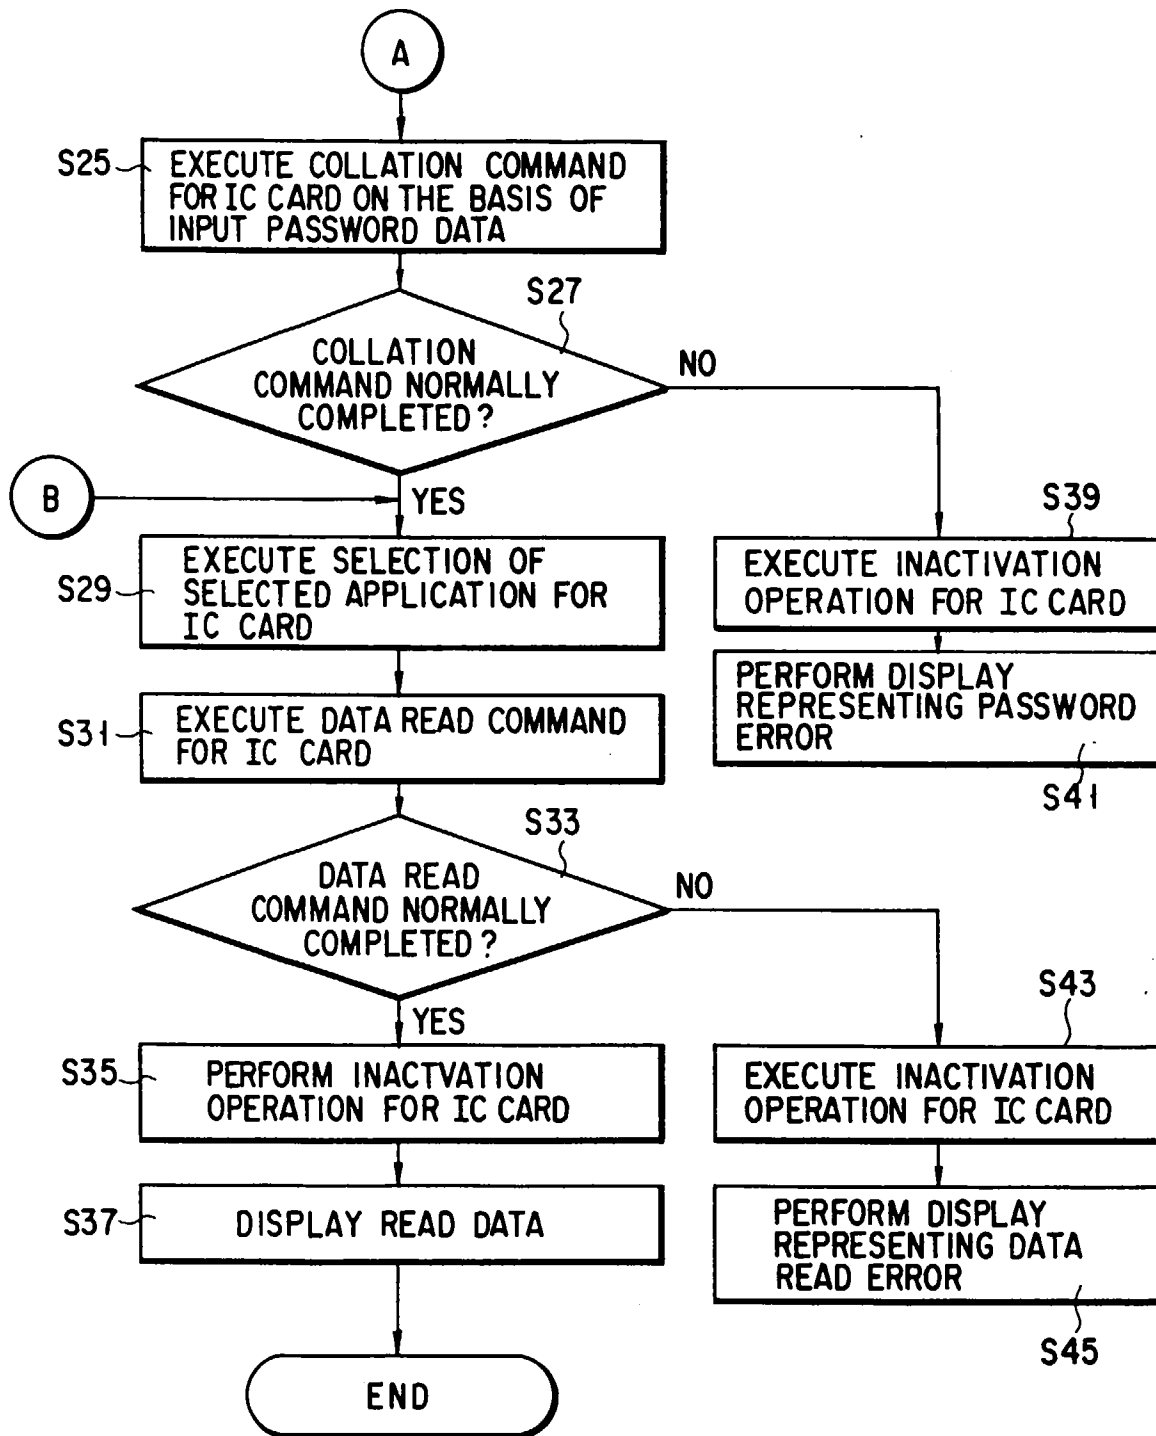 A
S25
EXECUTE COLLATION COMMAND
FOR IC CARD ON THE BASIS OF
INPUT PASSWORD DATA
S27
COLLATION
COMMAND NORMALLY
COMPLETED?
NO
B
YES
S39
EXECUTE INACTIVATION
OPERATION FOR IC CARD
S29
EXECUTE SELECTION OF
SELECTED APPLICATION FOR
IC CARD
PERFORM DISPLAY
REPRESENTING PASSWORD
ERROR
S41
S31
EXECUTE DATA READ COMMAND
FOR IC CARD
S33
DATA READ
COMMAND NORMALLY
COMPLETED?
NO
YES
S43
EXECUTE INACTIVATION
OPERATION FOR IC CARD
S35
PERFORM INACTVATION
OPERATION FOR IC CARD
S37
DISPLAY READ DATA
PERFORM DISPLAY
REPRESENTING DATA
READ ERROR
S45
END